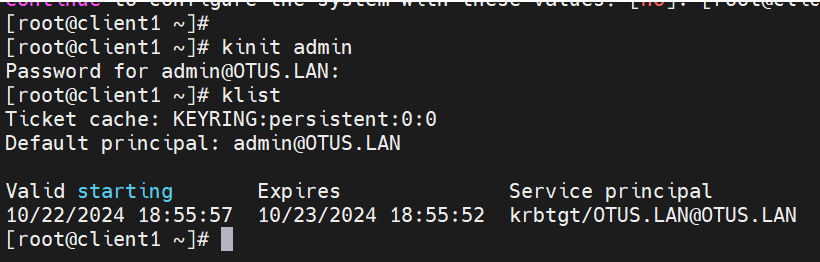 Continue to configure the system with these values? [no]: [root@clie
[root@client1 ~]#
[root@client1 ~]# kinit admin
Password for admin@OTUS.LAN:
[root@client1 ~]# klist
Ticket cache: KEYRING:persistent:0:0
Default principal: admin@OTUS.LAN
Valid starting Expires Service principal
10/22/2024 18:55:57 10/23/2024 18:55:52 krbtgt/OTUS.LAN@OTUS.LAN
[root@client1 ~]#